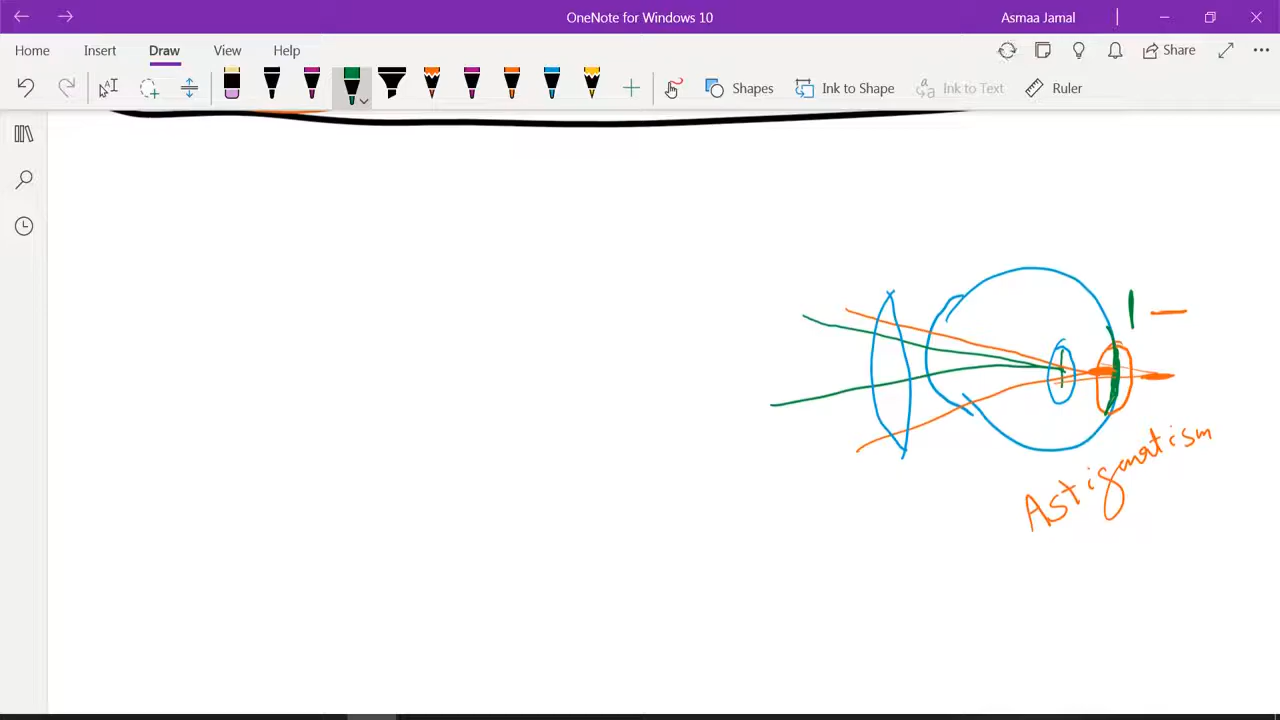 OneNote for Windows 10
Asmaa Jamal
Home Insert Draw View Help
Share
Shapes Ink to Shape Ink to Text Ruler
Astigmatism